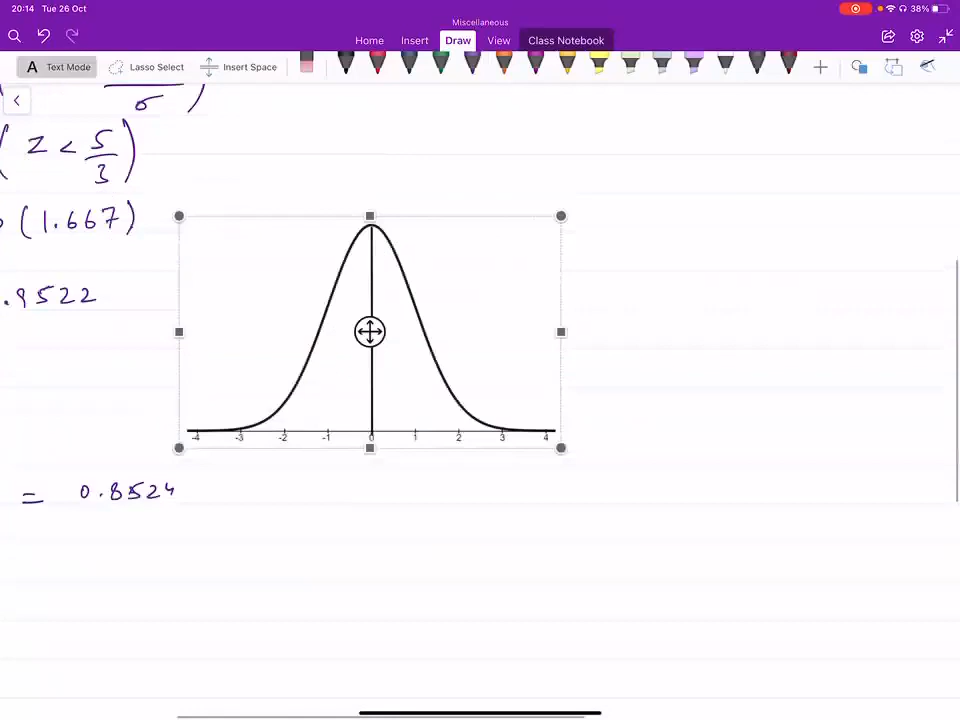 20:14 Tue 26 Oct
38%
Miscellaneous
Home Insert Draw View Class Notebook
A Text Mode Lasso Select Insert Space
σ )
( Z < 5/3 )
(1.667)
.9522
-4 -3 -2 -1 0 1 2 3 4
= 0.8524